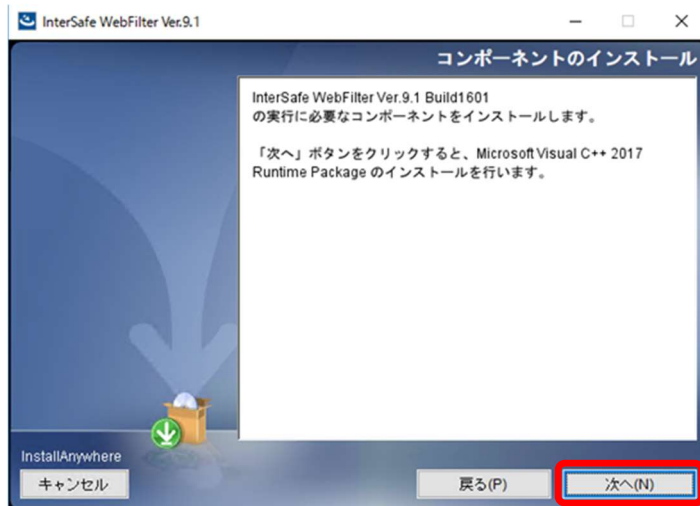 InterSafe WebFilter Ver.9.1
コンポーネントのインストール
InterSafe WebFilter Ver.9.1 Build1601
の実行に必要なコンポーネントをインストールします。
「次へ」ボタンをクリックすると、Microsoft Visual C++ 2017
Runtime Package のインストールを行います。
InstallAnywhere
キャンセル
戻る(P)
次へ(N)